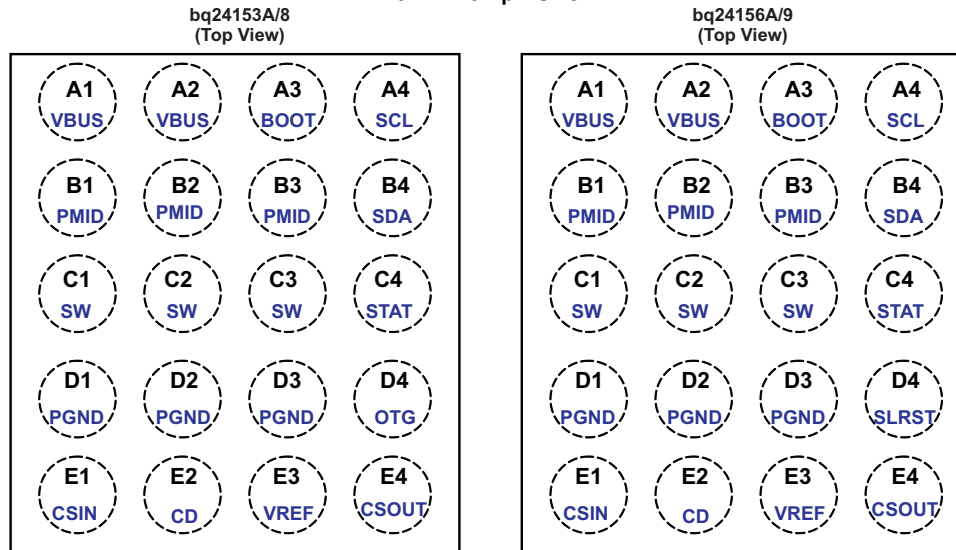 bq24153A/8
(Top View)
A1 A2 A3 A4
VBUS VBUS BOOT SCL
B1 B2 B3 B4
PMID PMID PMID SDA
C1 C2 C3 C4
SW SW SW STAT
D1 D2 D3 D4
PGND PGND PGND OTG
E1 E2 E3 E4
CSIN CD VREF CSOUT
bq24156A/9
(Top View)
A1 A2 A3 A4
VBUS VBUS BOOT SCL
B1 B2 B3 B4
PMID PMID PMID SDA
C1 C2 C3 C4
SW SW SW STAT
D1 D2 D3 D4
PGND PGND PGND SLRST
E1 E2 E3 E4
CSIN CD VREF CSOUT